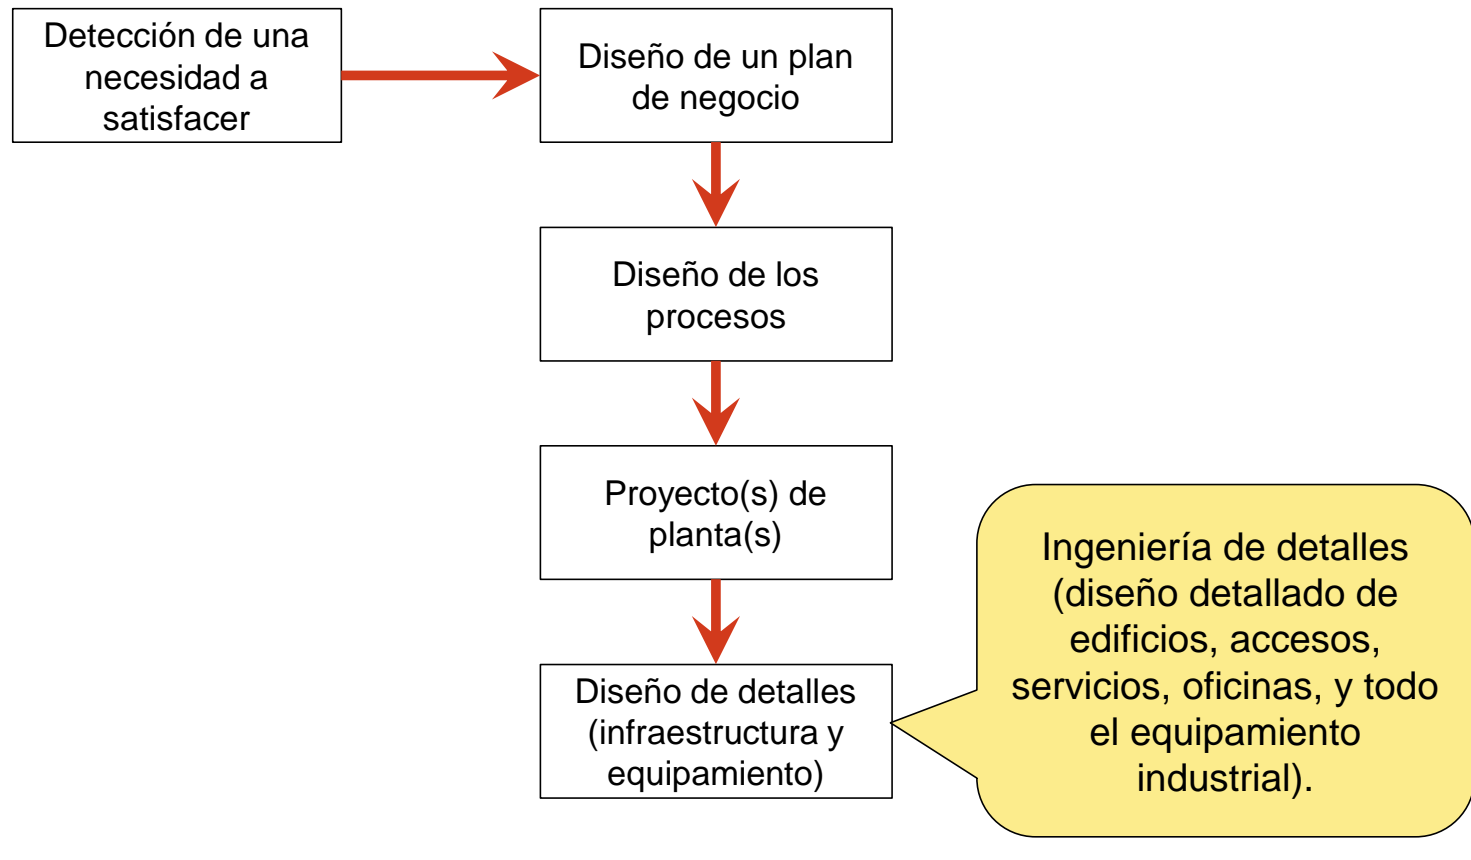 Detección de una
necesidad a
satisfacer
Diseño de un plan
de negocio
Diseño de los
procesos
Proyecto(s) de
planta(s)
Diseño de detalles
(infraestructura y
equipamiento)
Ingeniería de detalles
(diseño detallado de
edificios, accesos,
servicios, oficinas, y todo
el equipamiento
industrial).